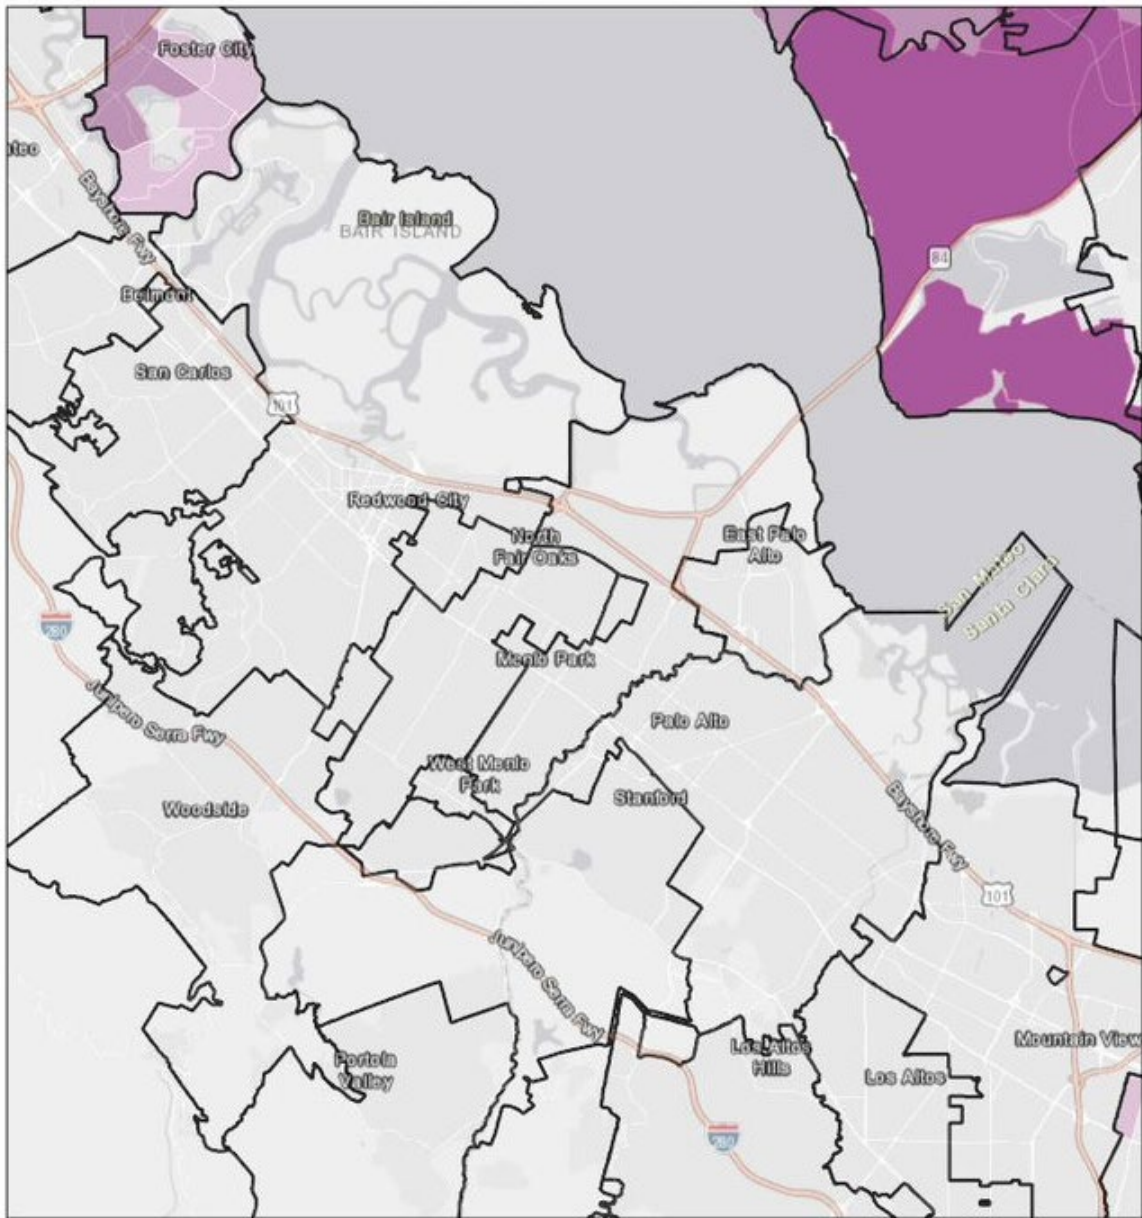 Foster City
ateo
Bayshore Fwy
Bair Island
BAIR ISLAND
84
Belmont
San Carlos
101
Redwood City
North
Fair Oaks
East Palo
Alto
San Mateo
Santa Clara
280
Menlo Park
Junipero Serra Fwy
Palo Alto
West Menlo
Park
Stanford
Woodside
Bayshore Fwy
101
Junipero Serra Fwy
Mountain View
Los Altos
Hills
Portola
Valley
Los Altos
280